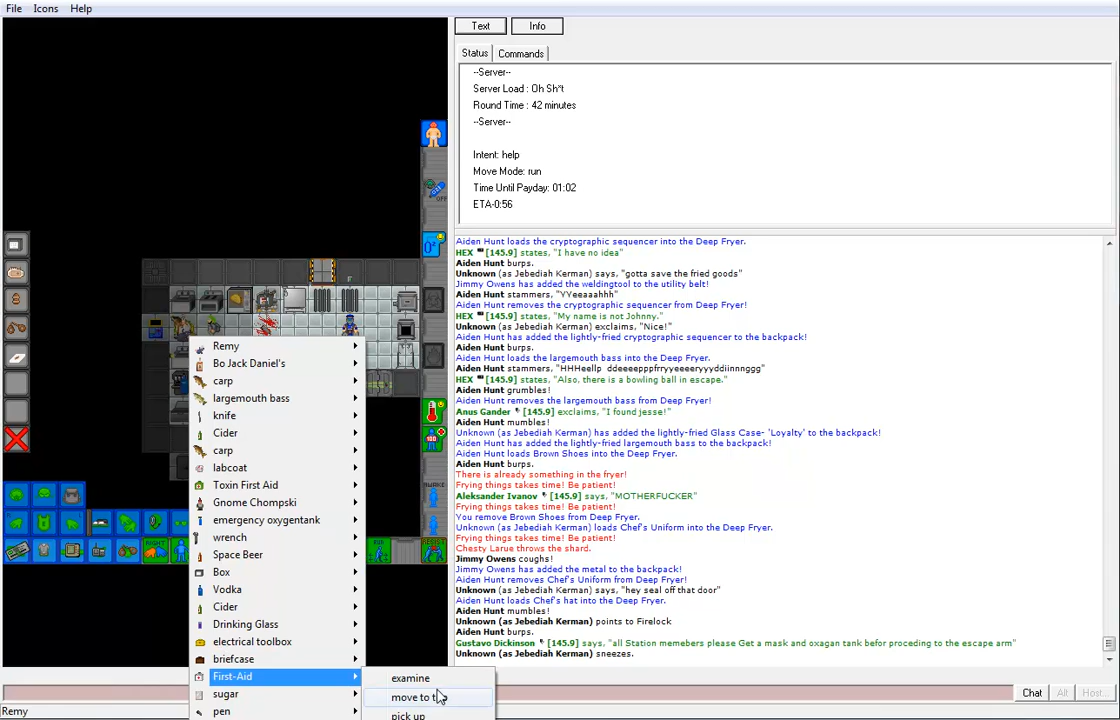 File Icons Help
Text Info
Status Commands
--Server--
Server Load : Oh Sh*t
Round Time : 42 minutes
--Server--
Intent: help
Move Mode: run
Time Until Payday: 01:02
ETA-0:56
Aiden Hunt loads the cryptographic sequencer into the Deep Fryer.
HEX [145.9] states, "I have no idea"
Aiden Hunt burps.
Unknown (as Jebediah Kerman) says, "gotta save the fried goods"
Jimmy Owens has added the weldingtool to the utility belt!
Aiden Hunt stammers, "YYeeaaahhh"
Aiden Hunt removes the cryptographic sequencer from Deep Fryer!
HEX [145.9] states, "My name is not Johnny."
Unknown (as Jebediah Kerman) exclaims, "Nice!"
Aiden Hunt has added the lightly-fried cryptographic sequencer to the backpack!
Aiden Hunt burps.
Aiden Hunt loads the largemouth bass into the Deep Fryer.
Aiden Hunt stammers, "HHHeellp ddeeeeppprfrryyeeeerryyyddiiinnnggg"
HEX [145.9] states, "Also, there is a bowling ball in escape."
Aiden Hunt grumbles!
Aiden Hunt removes the largemouth bass from Deep Fryer!
Anus Gander [145.9] exclaims, "I found jesse!"
Aiden Hunt mumbles!
Unknown (as Jebediah Kerman) has added the lightly-fried Glass Case- 'Loyalty' to the backpack!
Aiden Hunt has added the lightly-fried largemouth bass to the backpack!
Aiden Hunt loads Brown Shoes into the Deep Fryer.
Aiden Hunt burps.
There is already something in the fryer!
Frying things takes time! Be patient!
Aleksander Ivanov [145.9] says, "MOTHERFUCKER"
Frying things takes time! Be patient!
You remove Brown Shoes from Deep Fryer!
Unknown (as Jebediah Kerman) loads Chef's Uniform into the Deep Fryer.
Frying things takes time! Be patient!
Chesty Larue throws the shard.
Jimmy Owens coughs!
Jimmy Owens has added the metal to the backpack!
Aiden Hunt removes Chef's Uniform from Deep Fryer!
Unknown (as Jebediah Kerman) says, "hey seal off that door"
Aiden Hunt loads Chef's hat into the Deep Fryer.
Aiden Hunt mumbles!
Unknown (as Jebediah Kerman) points to Firelock
Aiden Hunt burps.
Gustavo Dickinson [145.9] says, "all Station memebers please Get a mask and oxagan tank befor proceding to the escape arm"
Unknown (as Jebediah Kerman) sneezes.
Remy
Bo Jack Daniel's
carp
largemouth bass
knife
Cider
carp
labcoat
Toxin First Aid
Gnome Chompski
emergency oxygentank
wrench
Space Beer
Box
Vodka
Cider
Drinking Glass
electrical toolbox
briefcase
First-Aid
sugar
pen
examine
move to
pick up
OFF
100
AWAKE
RIGHT
RESIST
Chat Alt Host...
Remy